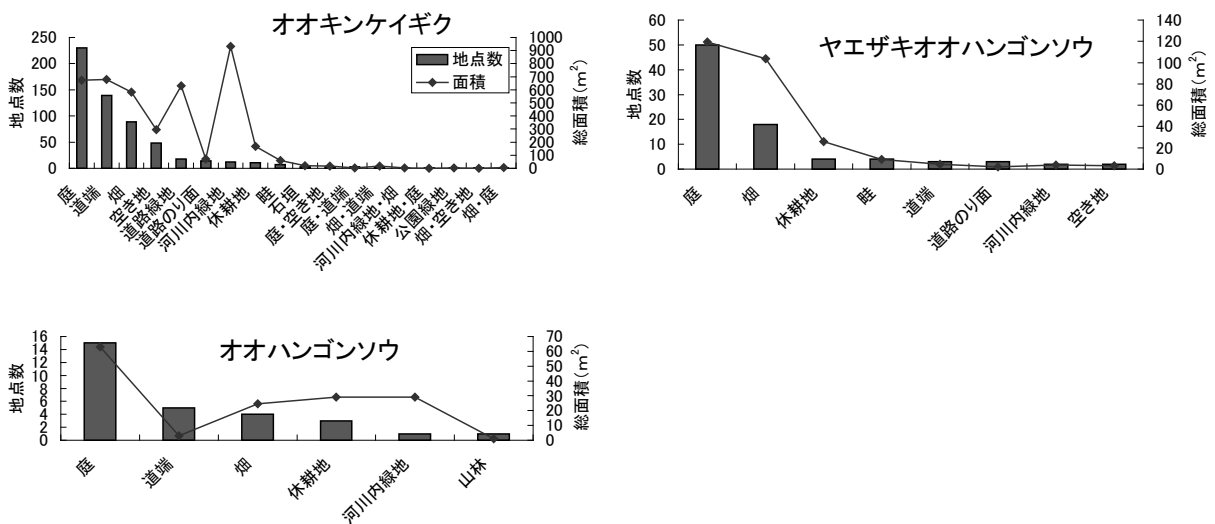 オオキンケイギク
地点数
250
200
150
100
50
0
1000
900
800
700
600
500
400
300
200
100
0
総面積(m²)
地点数
面積
庭
道端
畑
空き地
道路緑地
道路のり面
河川内緑地
休耕地
畦
石垣
庭・空き地
庭・道端
畑・道端
河川内緑地・畑
休耕地・庭
公園緑地
畑・空き地
畑・庭
ヤエザキオオハンゴンソウ
地点数
60
50
40
30
20
10
0
140
120
100
80
60
40
20
0
総面積(m²)
庭
畑
休耕地
畦
道端
道路のり面
河川内緑地
空き地
オオハンゴンソウ
地点数
16
14
12
10
8
6
4
2
0
70
60
50
40
30
20
10
0
総面積(m²)
庭
道端
畑
休耕地
河川内緑地
山林